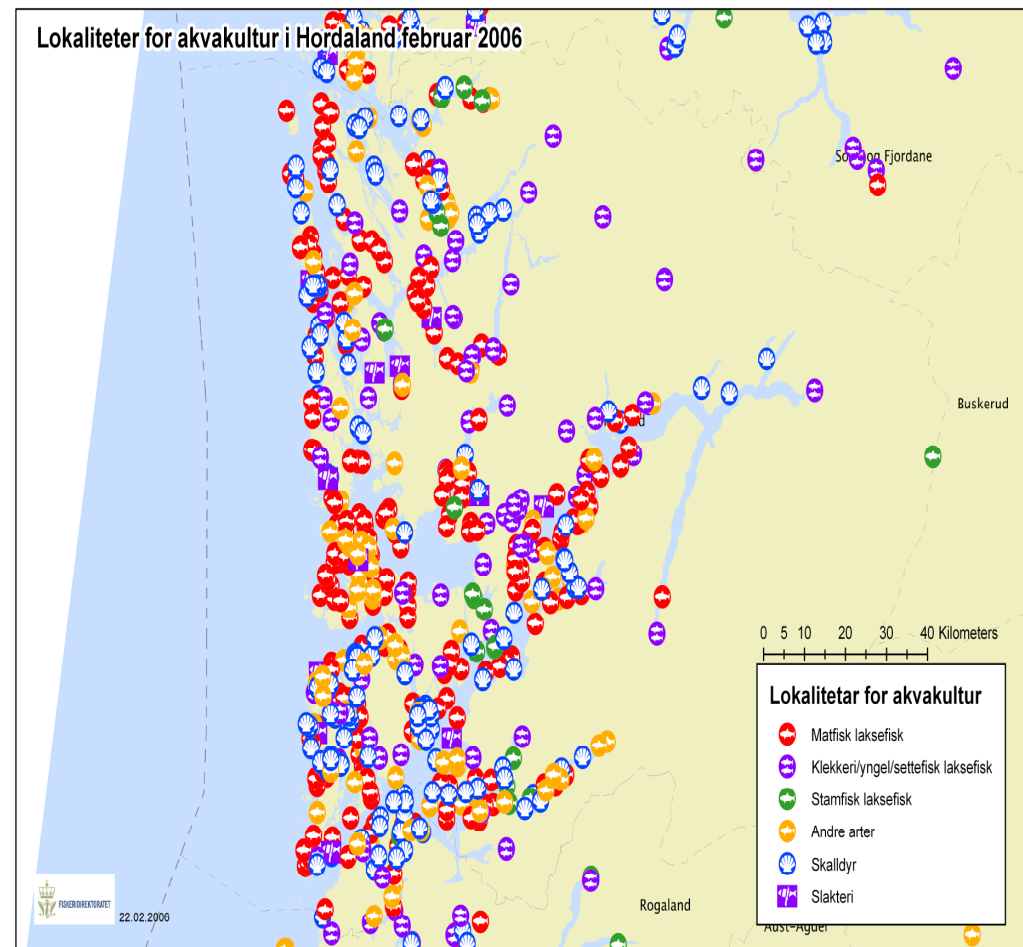 Lokaliteter for akvakultur i Hordaland februar 2006
Sogn og Fjordane
Buskerud
0 5 10 20 30 40 Kilometers
Lokalitetar for akvakultur
Matfisk laksefisk
Klekkeri/yngel/settefisk laksefisk
Stamfisk laksefisk
Andre arter
Skalldyr
Slakteri
FISKERIDIREKTORATET
22.02.2006
Rogaland
Aust-Agder